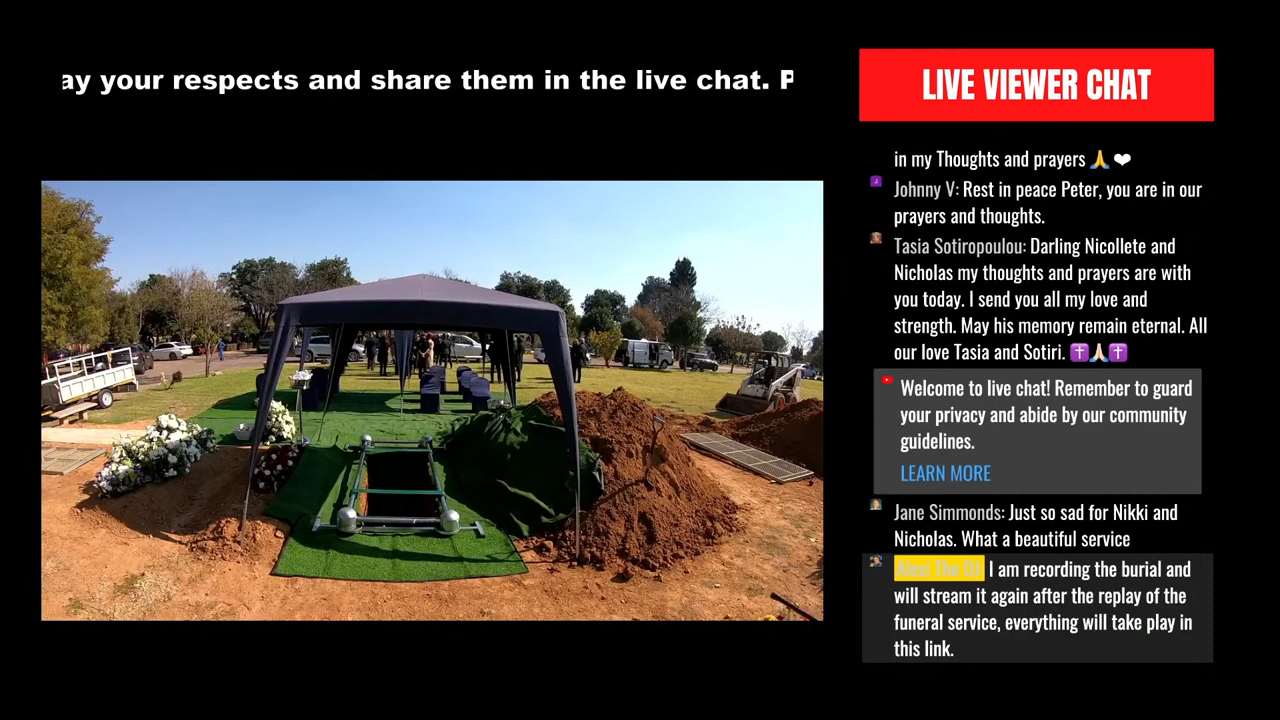 ay your respects and share them in the live chat. P
LIVE VIEWER CHAT
in my Thoughts and prayers 🙏 ❤
Johnny V: Rest in peace Peter, you are in our
prayers and thoughts.
Tasia Sotiropoulou: Darling Nicollete and
Nicholas my thoughts and prayers are with
you today. I send you all my love and
strength. May his memory remain eternal. All
our love Tasia and Sotiri. ✝️🙏🏻✝️
Welcome to live chat! Remember to guard
your privacy and abide by our community
guidelines.
LEARN MORE
Jane Simmonds: Just so sad for Nikki and
Nicholas. What a beautiful service
Alexi The DJ: I am recording the burial and
will stream it again after the replay of the
funeral service, everything will take play in
this link.